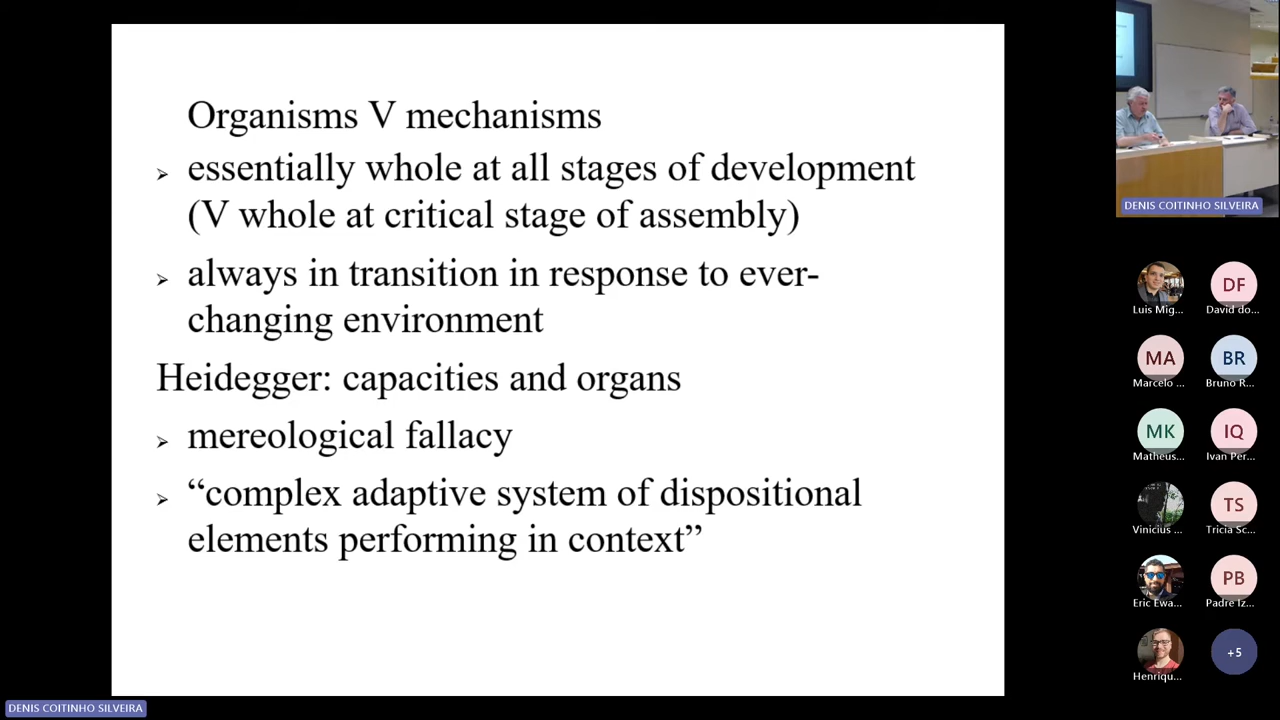 Organisms V mechanisms
➢ essentially whole at all stages of development
(V whole at critical stage of assembly)
➢ always in transition in response to ever-
changing environment
Heidegger: capacities and organs
➢ mereological fallacy
➢ “complex adaptive system of dispositional
elements performing in context”
DENIS COITINHO SILVEIRA
DF
Luis Mig...
David do...
MA
BR
Marcelo ...
Bruno R...
MK
IQ
Matheus...
Ivan Per...
TS
Vinicius ...
Tricia Sc...
PB
Eric Ewa...
Padre Iz...
+5
Henriqu...
DENIS COITINHO SILVEIRA